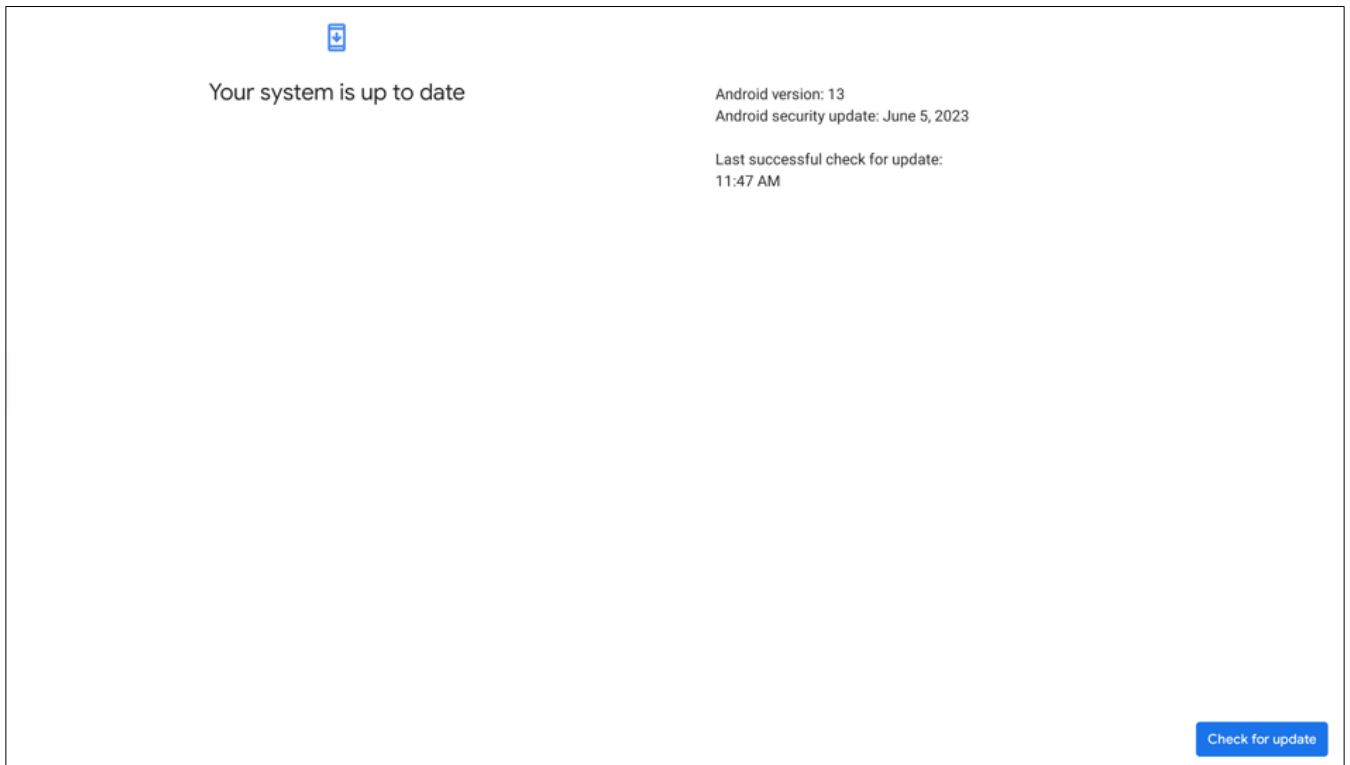 Your system is up to date
Android version: 13
Android security update: June 5, 2023
Last successful check for update:
11:47 AM
Check for update